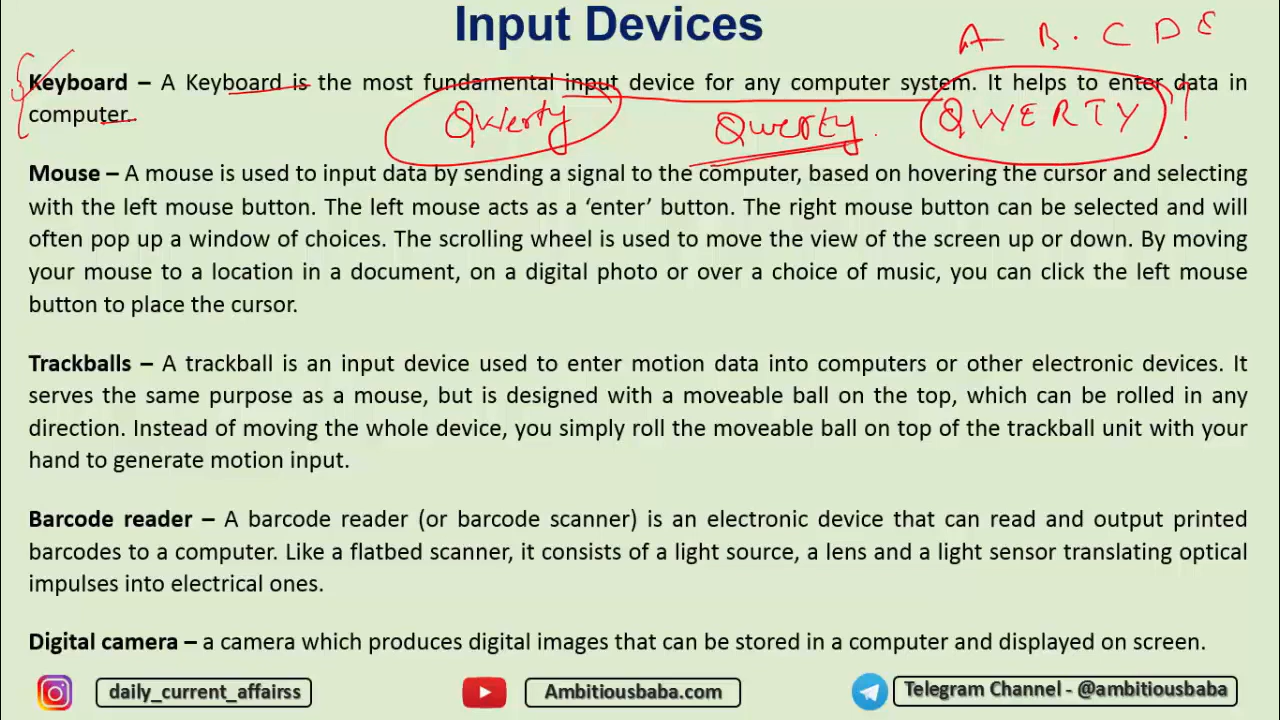 Input Devices
A B. C D E
Keyboard – A Keyboard is the most fundamental input device for any computer system. It helps to enter data in
computer.
Qwerty Qwerty. QWERTY ?!
Mouse – A mouse is used to input data by sending a signal to the computer, based on hovering the cursor and selecting
with the left mouse button. The left mouse acts as a ‘enter’ button. The right mouse button can be selected and will
often pop up a window of choices. The scrolling wheel is used to move the view of the screen up or down. By moving
your mouse to a location in a document, on a digital photo or over a choice of music, you can click the left mouse
button to place the cursor.
Trackballs – A trackball is an input device used to enter motion data into computers or other electronic devices. It
serves the same purpose as a mouse, but is designed with a moveable ball on the top, which can be rolled in any
direction. Instead of moving the whole device, you simply roll the moveable ball on top of the trackball unit with your
hand to generate motion input.
Barcode reader – A barcode reader (or barcode scanner) is an electronic device that can read and output printed
barcodes to a computer. Like a flatbed scanner, it consists of a light source, a lens and a light sensor translating optical
impulses into electrical ones.
Digital camera – a camera which produces digital images that can be stored in a computer and displayed on screen.
daily_current_affairss
Ambitiousbaba.com
Telegram Channel - @ambitiousbaba